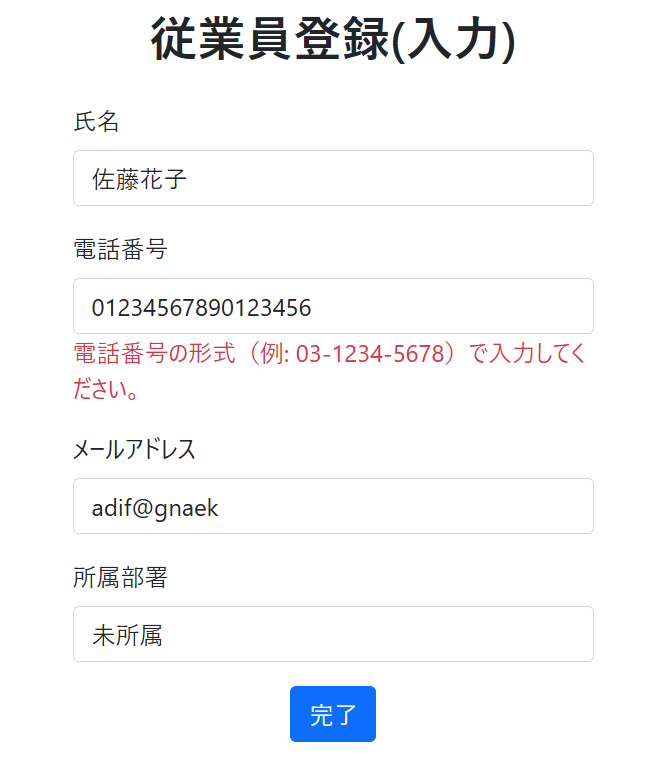 従業員登録(入力)
氏名
佐藤花子
電話番号
01234567890123456
電話番号の形式（例: 03-1234-5678）で入力してく
ださい。
メールアドレス
adif@gnaek
所属部署
未所属
完了